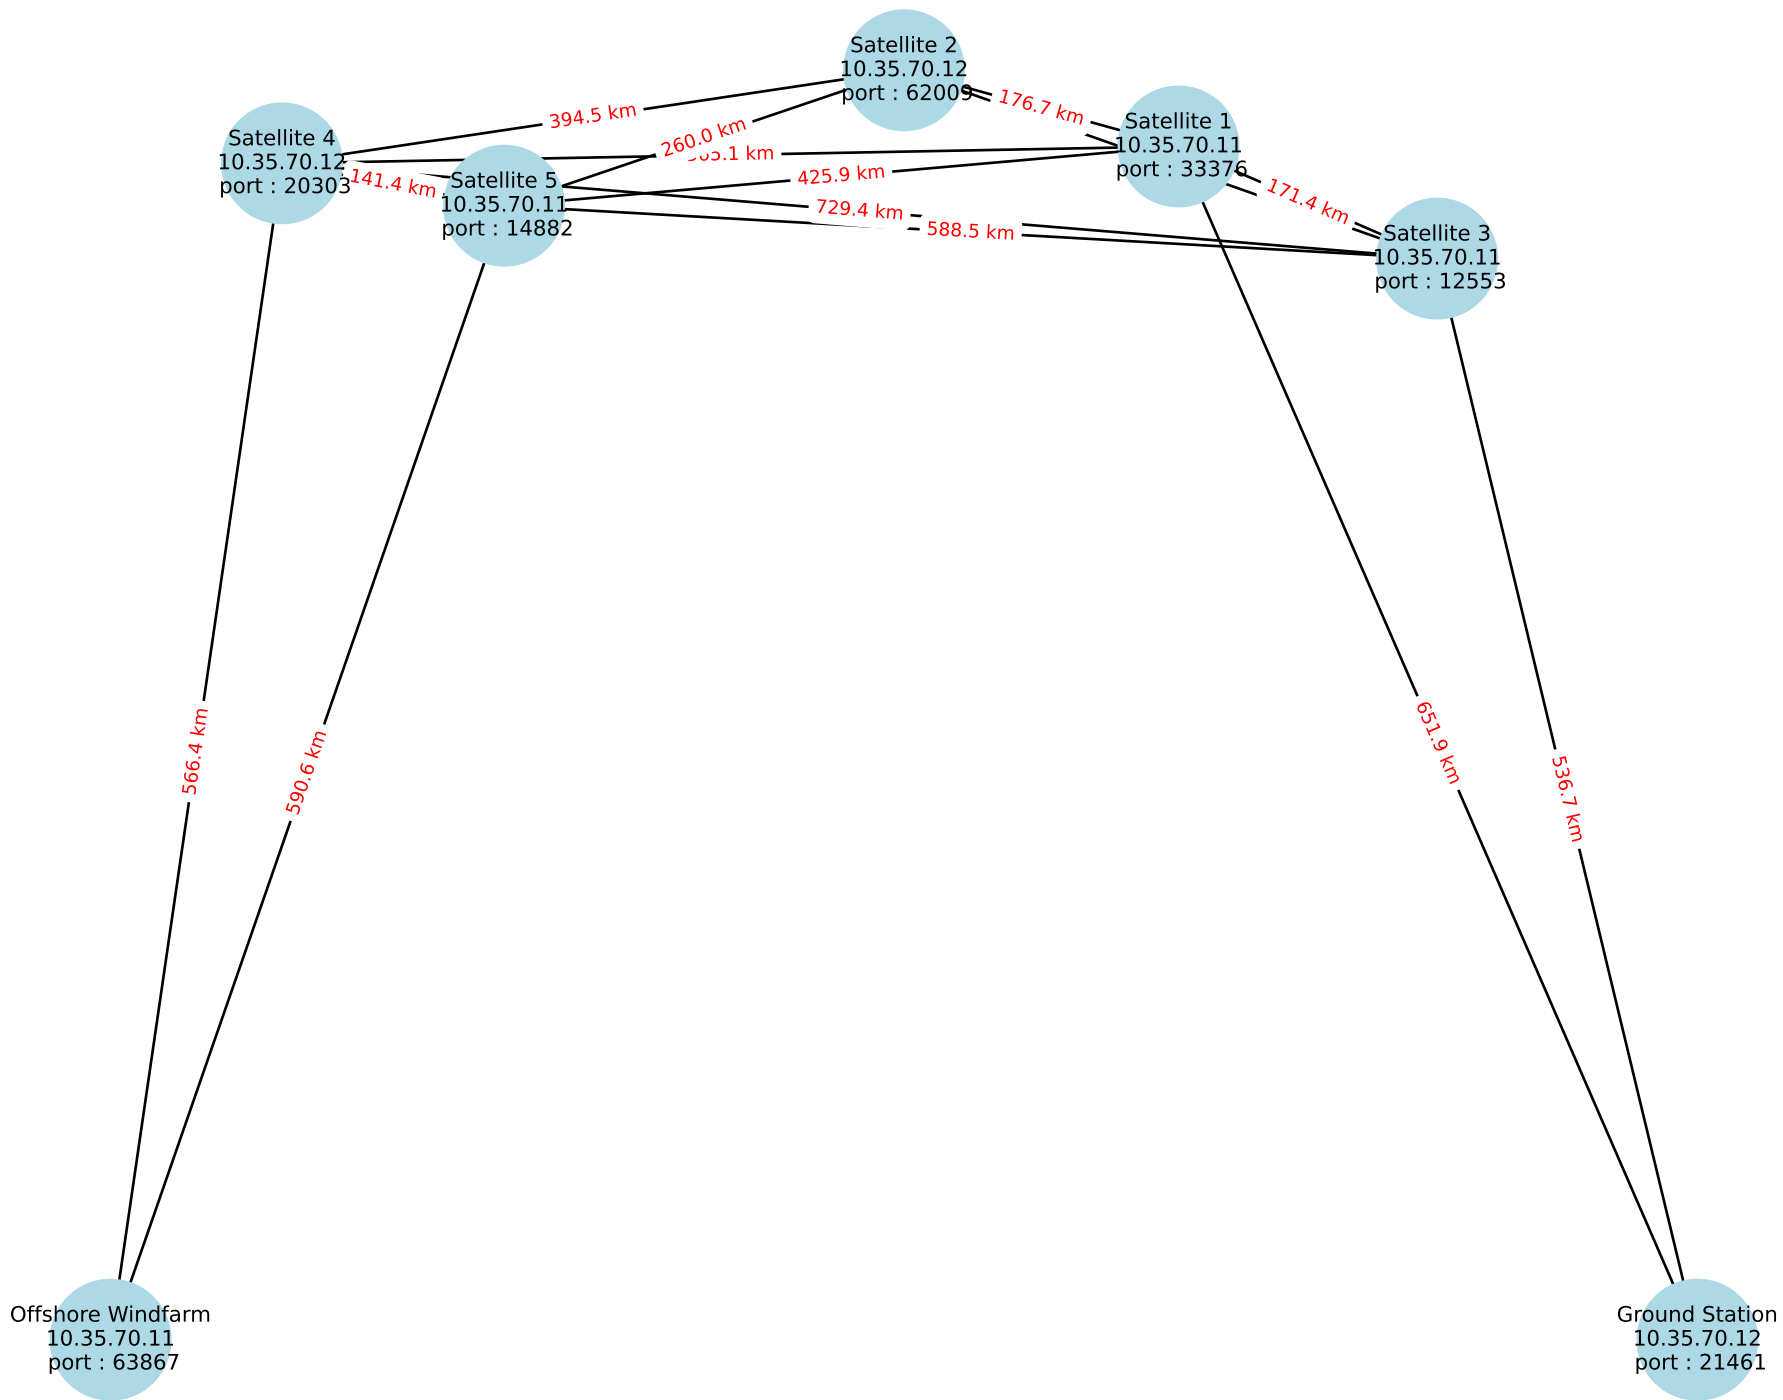 Satellite 2
10.35.70.12
port : 62009
Satellite 1
10.35.70.11
port : 33376
Satellite 4
10.35.70.12
port : 20303
Satellite 5
10.35.70.11
port : 14882
Satellite 3
10.35.70.11
port : 12553
394.5 km
176.7 km
260.0 km
km
425.9 km
141.4 km
171.4 km
729.4 km
588.5 km
566.4 km
590.6 km
651.9 km
536.7 km
Offshore Windfarm
10.35.70.11
port : 63867
Ground Station
10.35.70.12
port : 21461